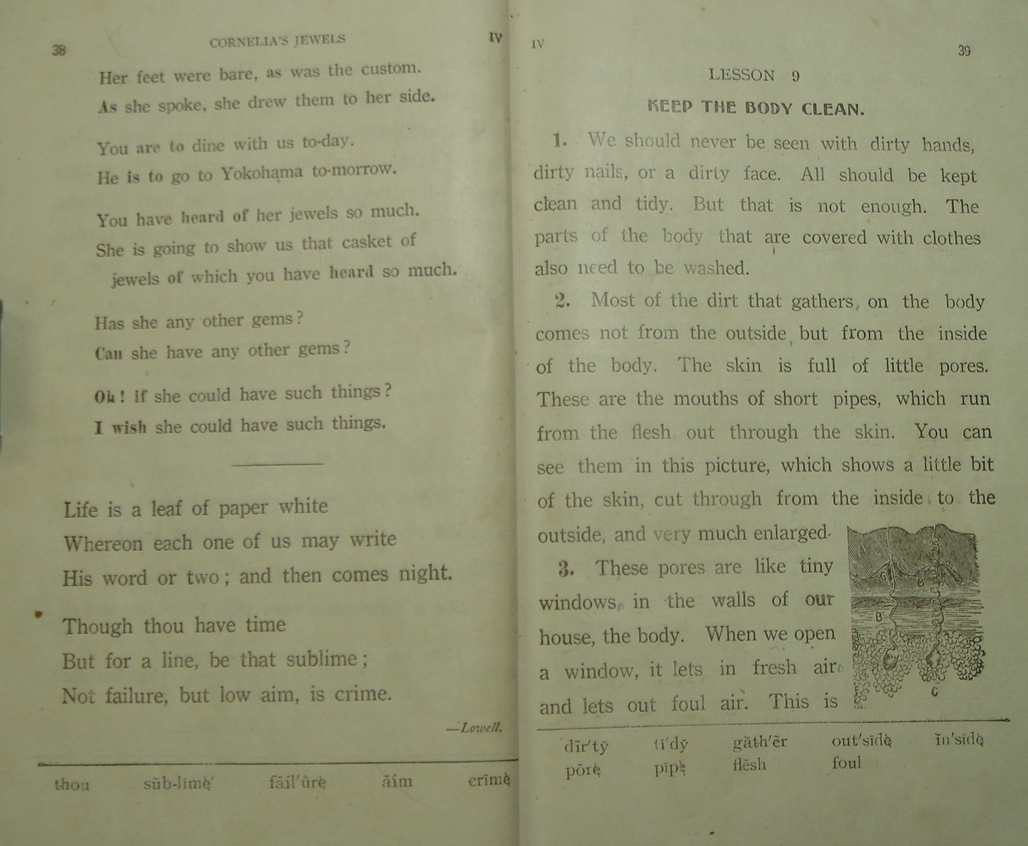 38 CORNELIA'S JEWELS IV
Her feet were bare, as was the custom.
As she spoke, she drew them to her side.
You are to dine with us to-day.
He is to go to Yokohama to-morrow.
You have heard of her jewels so much.
She is going to show us that casket of
jewels of which you have heard so much.
Has she any other gems?
Can she have any other gems?
Oh! if she could have such things?
I wish she could have such things.
Life is a leaf of paper white
Whereon each one of us may write
His word or two; and then comes night.
Though thou have time
But for a line, be that sublime;
Not failure, but low aim, is crime.
—Lowell.
thou sŭb-līme̝' fāil'ûre̝ āim crīme̝
IV 39
LESSON 9
KEEP THE BODY CLEAN.
1. We should never be seen with dirty hands,
dirty nails, or a dirty face. All should be kept
clean and tidy. But that is not enough. The
parts of the body that are covered with clothes
also need to be washed.
2. Most of the dirt that gathers on the body
comes not from the outside, but from the inside
of the body. The skin is full of little pores.
These are the mouths of short pipes, which run
from the flesh out through the skin. You can
see them in this picture, which shows a little bit
of the skin, cut through from the inside to the
outside, and very much enlarged.
3. These pores are like tiny
windows in the walls of our
house, the body. When we open
a window, it lets in fresh air
and lets out foul air. This is
B
C
dīr'tў tī'dў găth'ẽr out'sīde̝ ĭn'sīde̝
pōre̝ pīpe̝ flĕsh foul